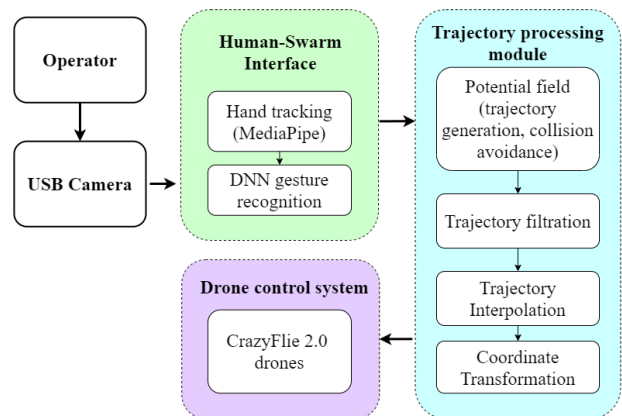 Operator
USB Camera
Human-Swarm
Interface
Hand tracking
(MediaPipe)
DNN gesture
recognition
Trajectory processing
module
Potential field
(trajectory
generation, collision
avoidance)
Trajectory filtration
Trajectory
Interpolation
Coordinate
Transformation
Drone control system
CrazyFlie 2.0
drones